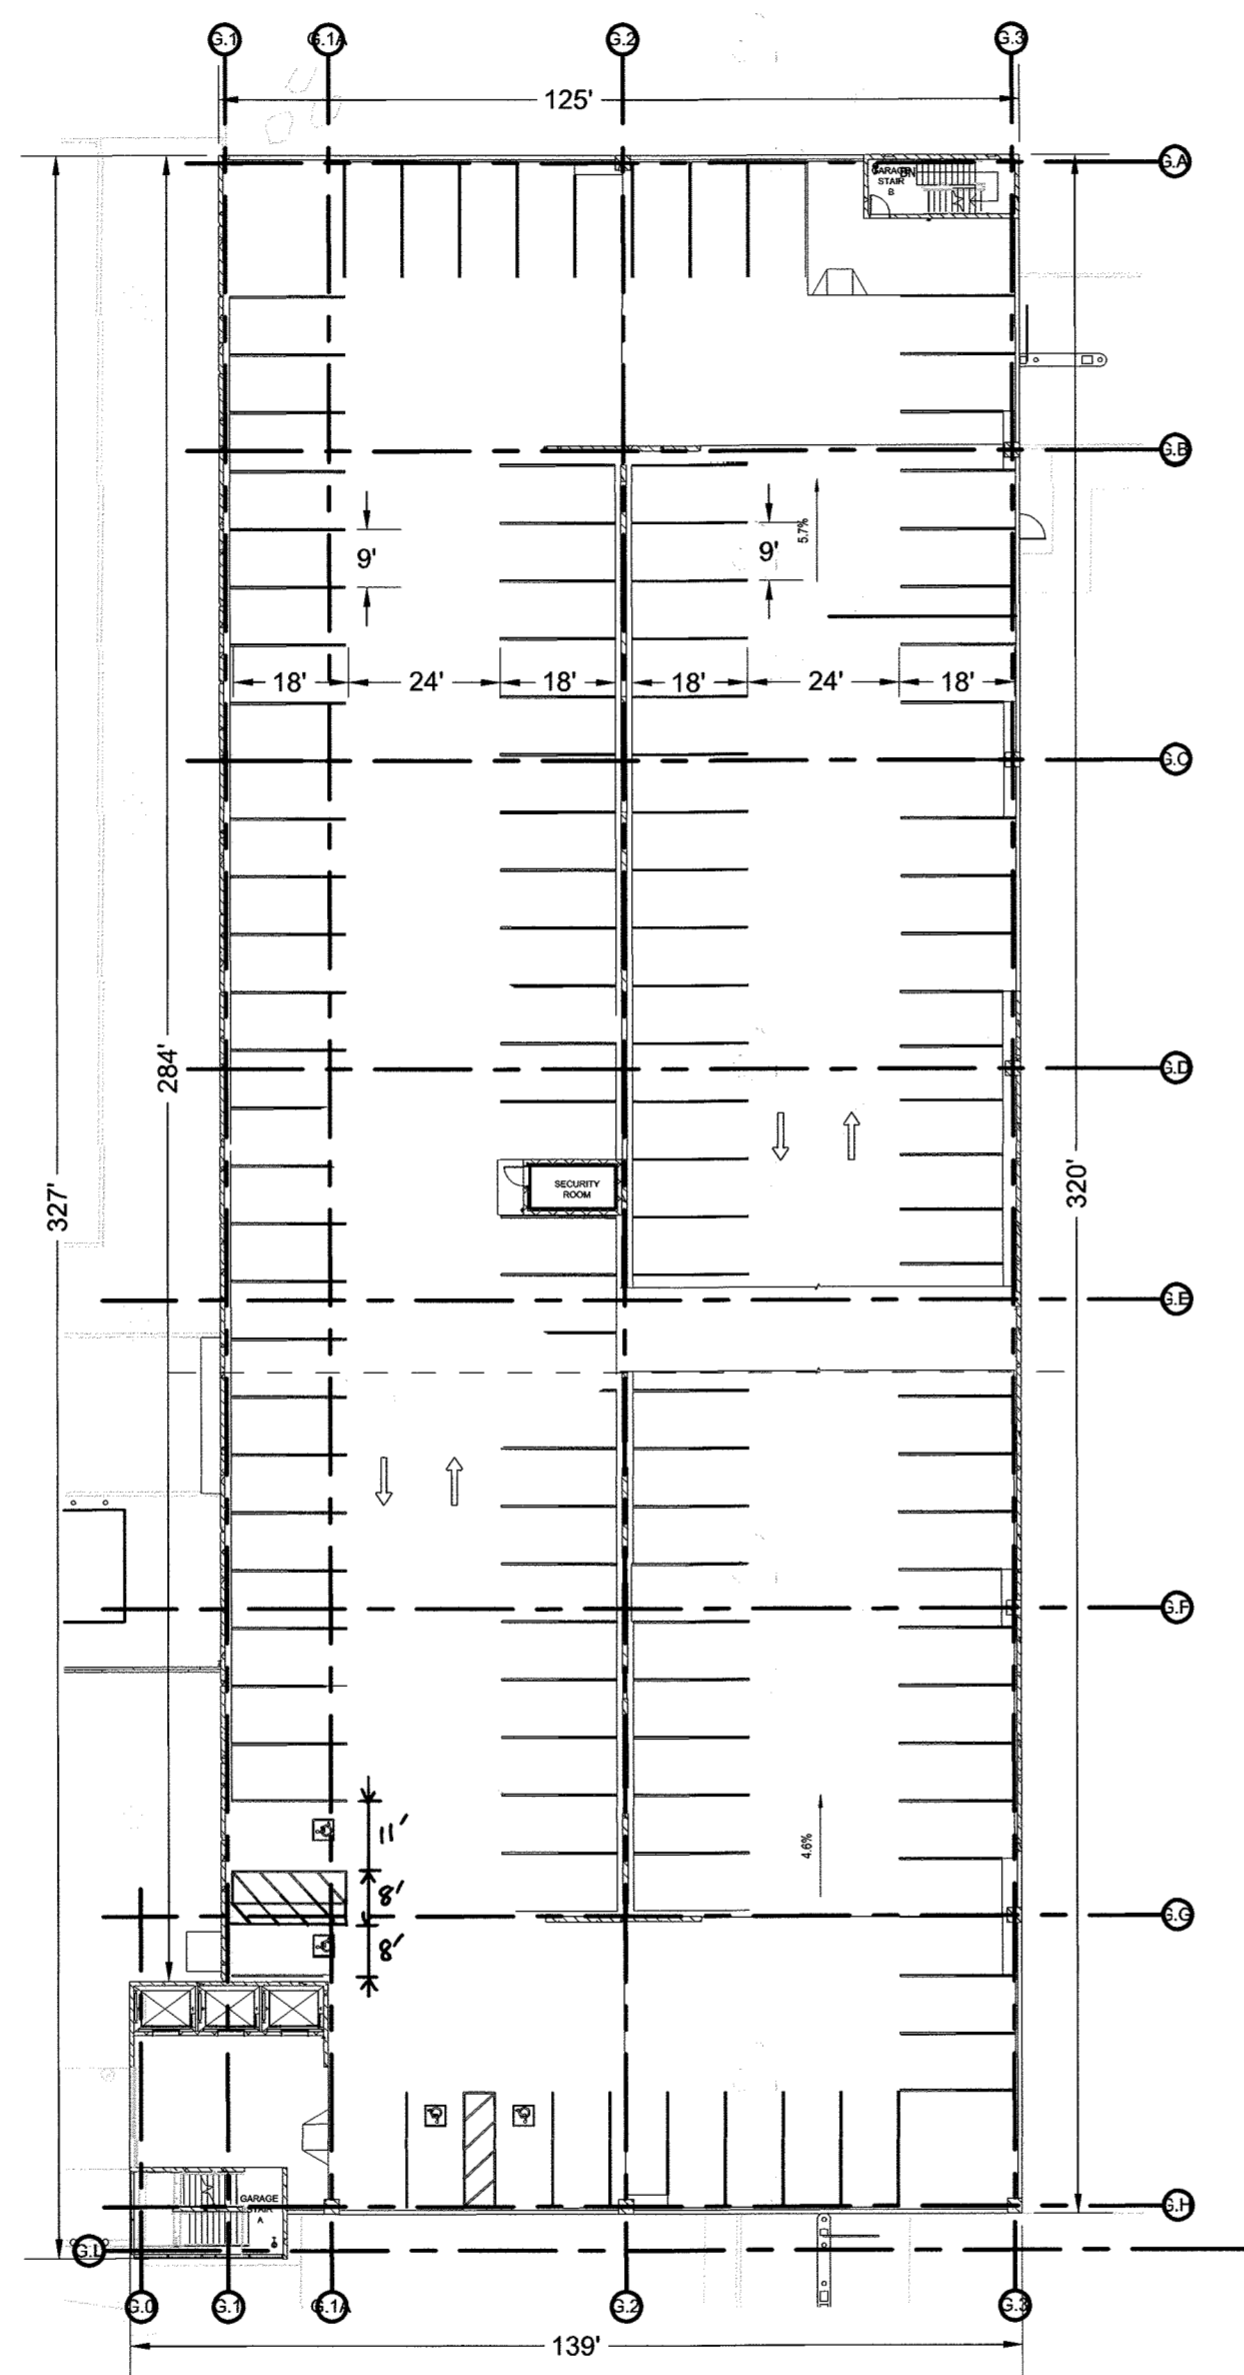 G.1 G.1A G.2 G.3
125'
G.A
GARAGE
STAIR
B
DN
G.B
9'
9'
5.7%
18' 24' 18' 18' 24' 18'
G.C
284'
G.D
327'
320'
SECURITY
ROOM
G.E
G.F
11'
4.6%
8'
G.G
8'
GARAGE
STAIR
A
G.H
G.I
G.0 G.1 G.1A G.2 G.3
139'